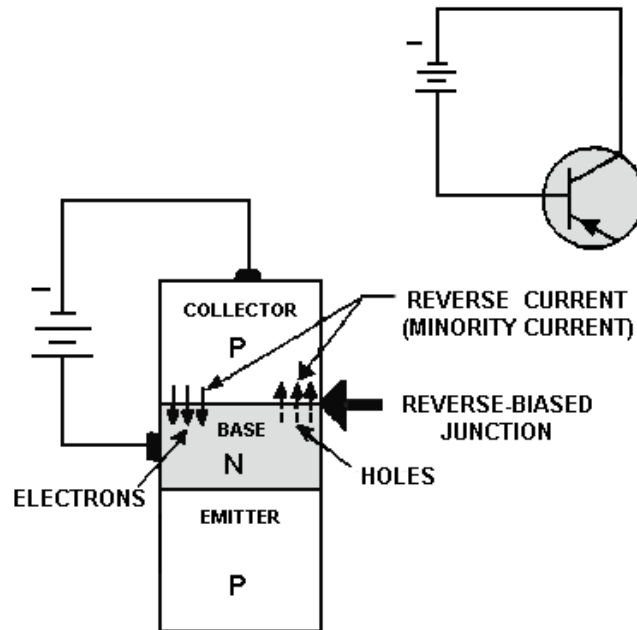 −
−
COLLECTOR
P
REVERSE CURRENT
(MINORITY CURRENT)
REVERSE-BIASED
JUNCTION
BASE
N
HOLES
ELECTRONS
EMITTER
P